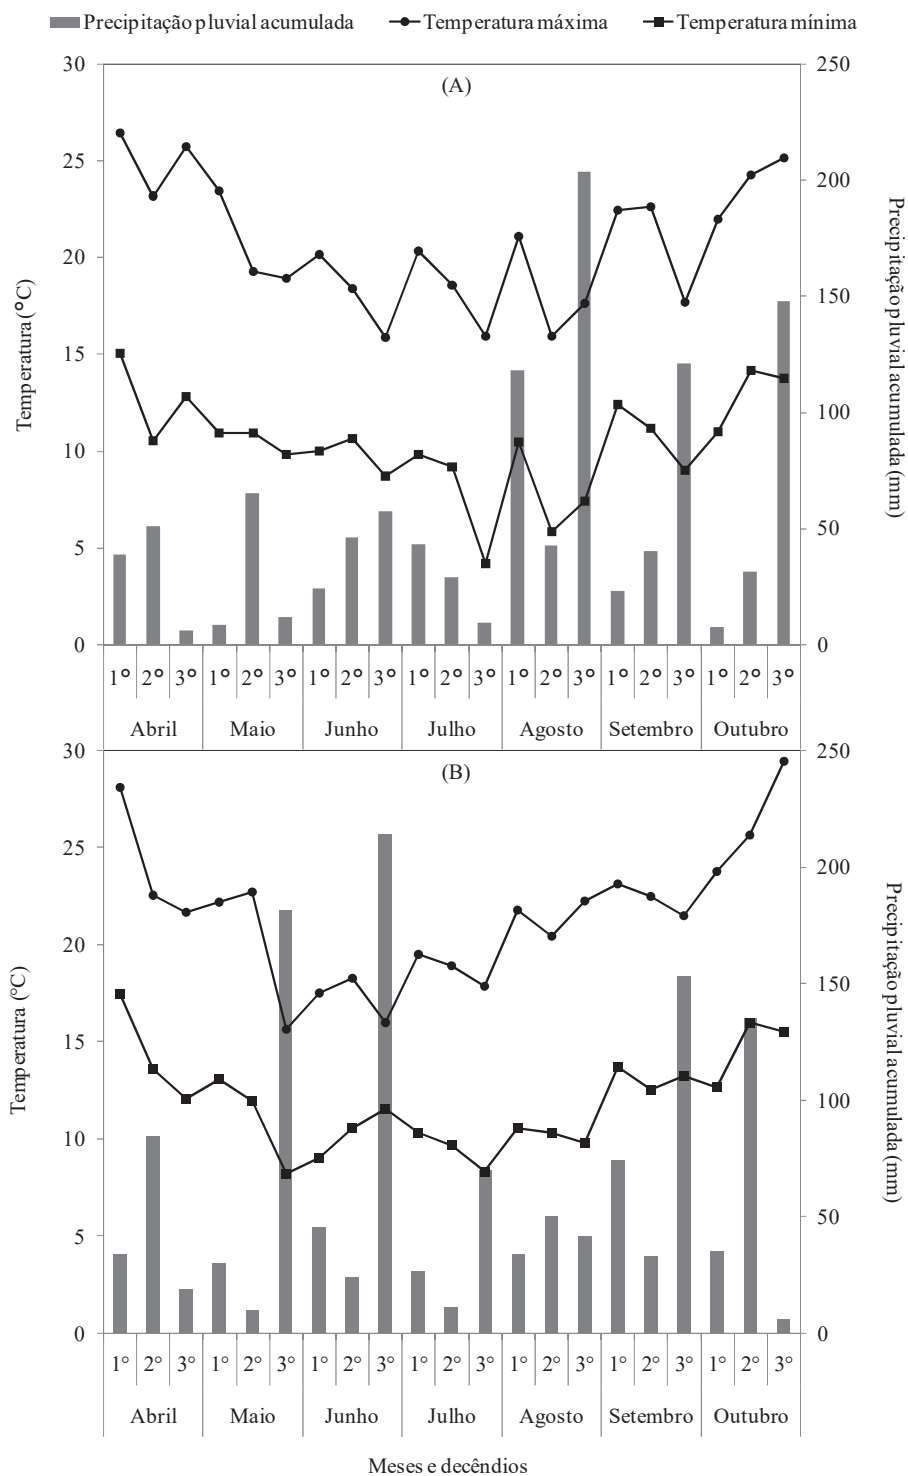 Precipitação pluvial acumulada Temperatura máxima Temperatura mínima
(A)
30
25
20
15
10
5
0
Temperatura (°C)
250
200
150
100
50
0
Precipitação pluvial acumulada (mm)
1° 2° 3° 1° 2° 3° 1° 2° 3° 1° 2° 3° 1° 2° 3° 1° 2° 3° 1° 2° 3°
Abril Maio Junho Julho Agosto Setembro Outubro
(B)
30
25
20
15
10
5
0
Temperatura (°C)
250
200
150
100
50
0
Precipitação pluvial acumulada (mm)
1° 2° 3° 1° 2° 3° 1° 2° 3° 1° 2° 3° 1° 2° 3° 1° 2° 3° 1° 2° 3°
Abril Maio Junho Julho Agosto Setembro Outubro
Meses e decêndios